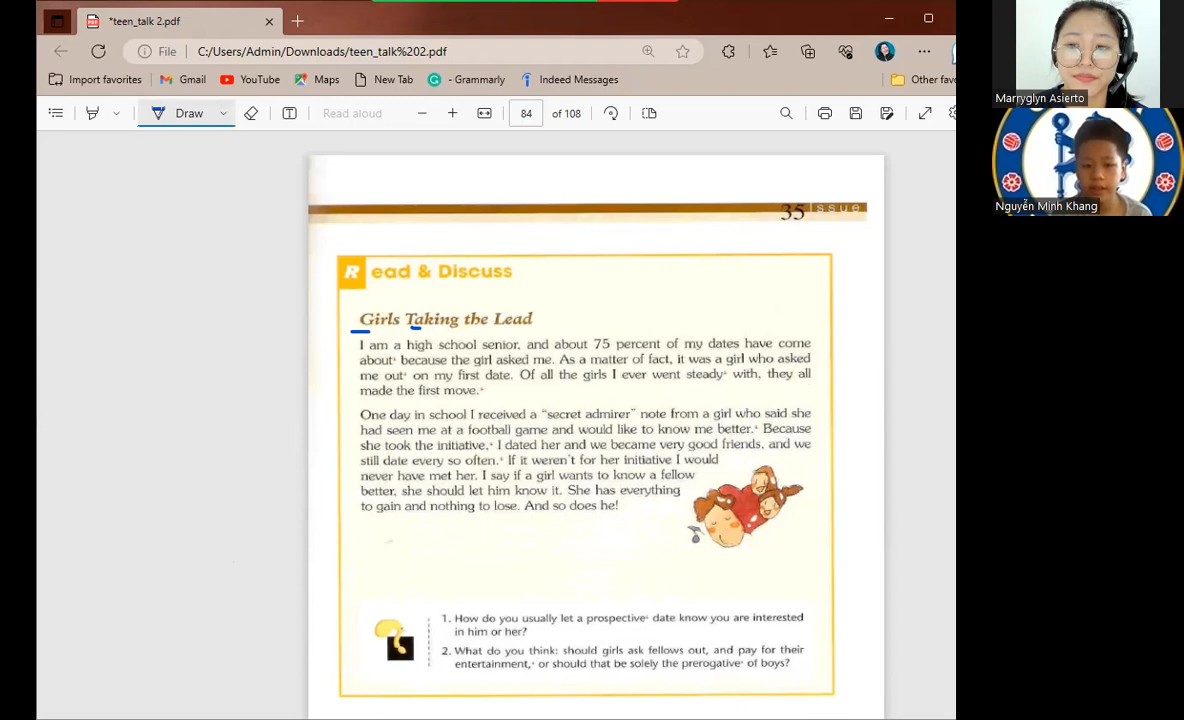 *teen_talk 2.pdf
File C:/Users/Admin/Downloads/teen_talk%202.pdf
Import favorites Gmail YouTube Maps New Tab - Grammarly Indeed Messages Other fav
Draw Read aloud 84 of 108
35 Issue
Read & Discuss
Girls Taking the Lead
I am a high school senior, and about 75 percent of my dates have come
about* because the girl asked me. As a matter of fact, it was a girl who asked
me out* on my first date. Of all the girls I ever went steady* with, they all
made the first move.*
One day in school I received a "secret admirer" note from a girl who said she
had seen me at a football game and would like to know me better.* Because
she took the initiative,* I dated her and we became very good friends, and we
still date every so often.* If it weren't for her initiative I would
never have met her. I say if a girl wants to know a fellow
better, she should let him know it. She has everything
to gain and nothing to lose. And so does he!
1. How do you usually let a prospective* date know you are interested
in him or her?
2. What do you think: should girls ask fellows out, and pay for their
entertainment,* or should that be solely the prerogative* of boys?
Marryglyn Asierto
Nguyễn Minh Khang